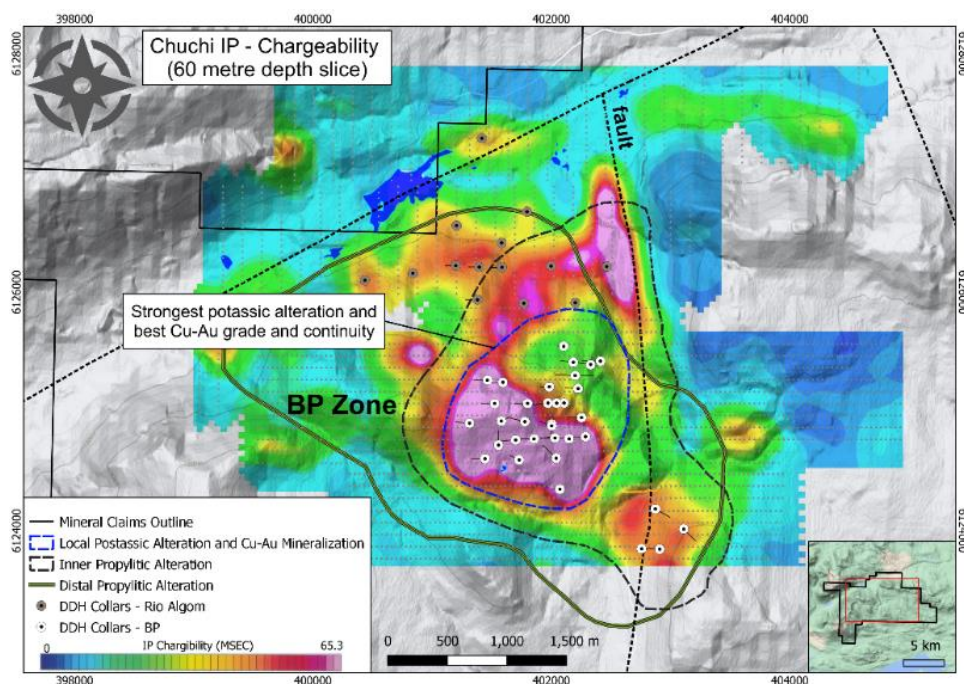 398000
400000
402000
404000
6128000
6128000
Chuchi IP - Chargeability
(60 metre depth slice)
fault
6126000
6126000
Strongest potassic alteration and
best Cu-Au grade and continuity
BP Zone
6124000
6124000
Mineral Claims Outline
Local Postassic Alteration and Cu-Au Mineralization
Inner Propylitic Alteration
Distal Propylitic Alteration
DDH Collars - Rio Algom
DDH Collars - BP
0 IP Chargibility (MSEC) 65.3
0 500 1,000 1,500 m
5 km
398000
400000
402000
404000